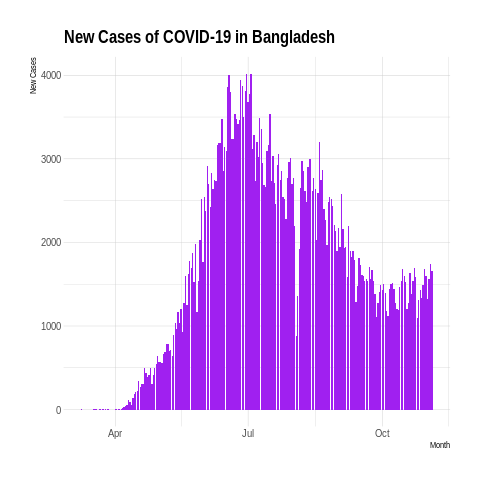 New Cases of COVID-19 in Bangladesh
New Cases
4000
3000
2000
1000
0
Apr
Jul
Oct
Month